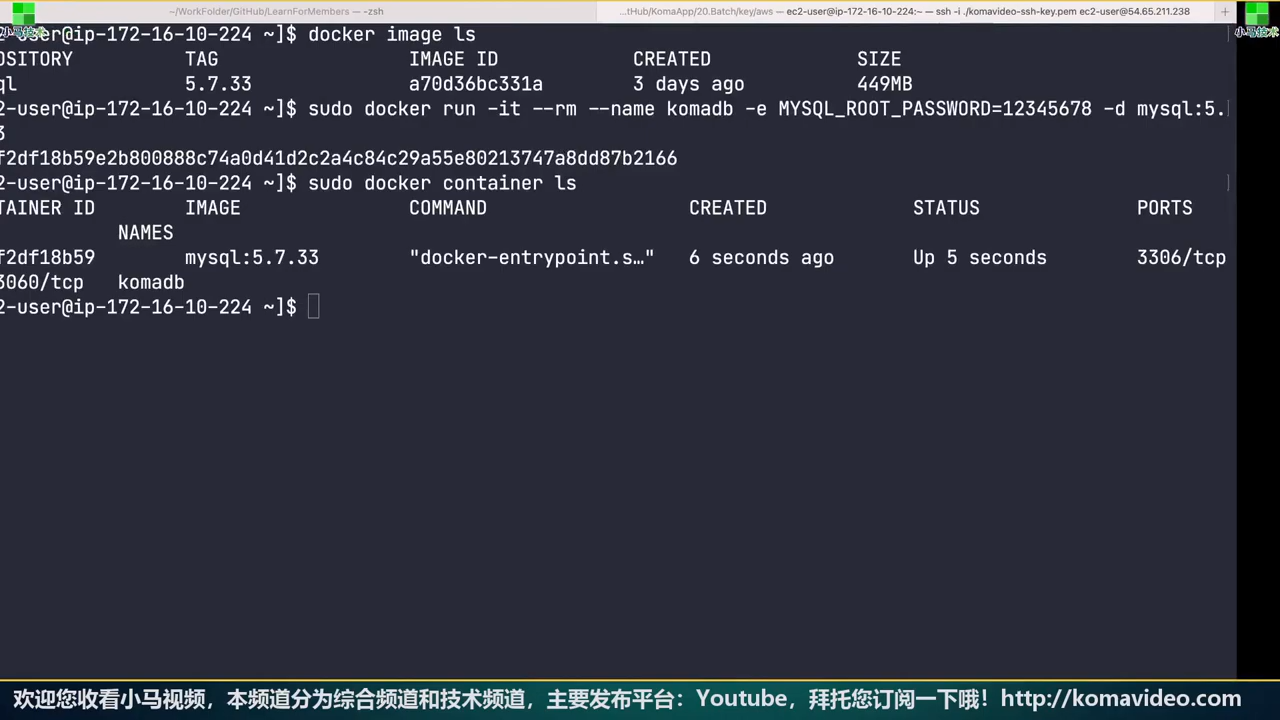 ~/WorkFolder/GitHub/LearnForMembers — -zsh
...tHub/KomaApp/20.Batch/key/aws — ec2-user@ip-172-16-10-224:~ — ssh -i ./komavideo-ssh-key.pem ec2-user@54.65.211.238
+
小马技术
小马技术
2-user@ip-172-16-10-224 ~]$ docker image ls
OSITORY TAG IMAGE ID CREATED SIZE
ql 5.7.33 a70d36bc331a 3 days ago 449MB
2-user@ip-172-16-10-224 ~]$ sudo docker run -it --rm --name komadb -e MYSQL_ROOT_PASSWORD=12345678 -d mysql:5.
3
f2df18b59e2b800888c74a0d41d2c2a4c84c29a55e80213747a8dd87b2166
2-user@ip-172-16-10-224 ~]$ sudo docker container ls
TAINER ID IMAGE COMMAND CREATED STATUS PORTS
NAMES
f2df18b59 mysql:5.7.33 "docker-entrypoint.s…" 6 seconds ago Up 5 seconds 3306/tcp
3060/tcp komadb
2-user@ip-172-16-10-224 ~]$
欢迎您收看小马视频，本频道分为综合频道和技术频道，主要发布平台：Youtube，拜托您订阅一下哦！http://komavideo.com